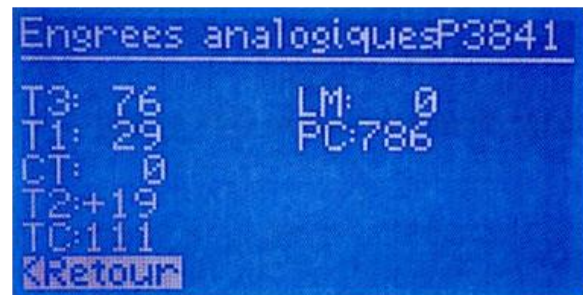 Engrees analogiquesP3841
T3: 76 LM: 0
T1: 29 PC:786
CT: 0
T2:+19
TC:111
<Retour